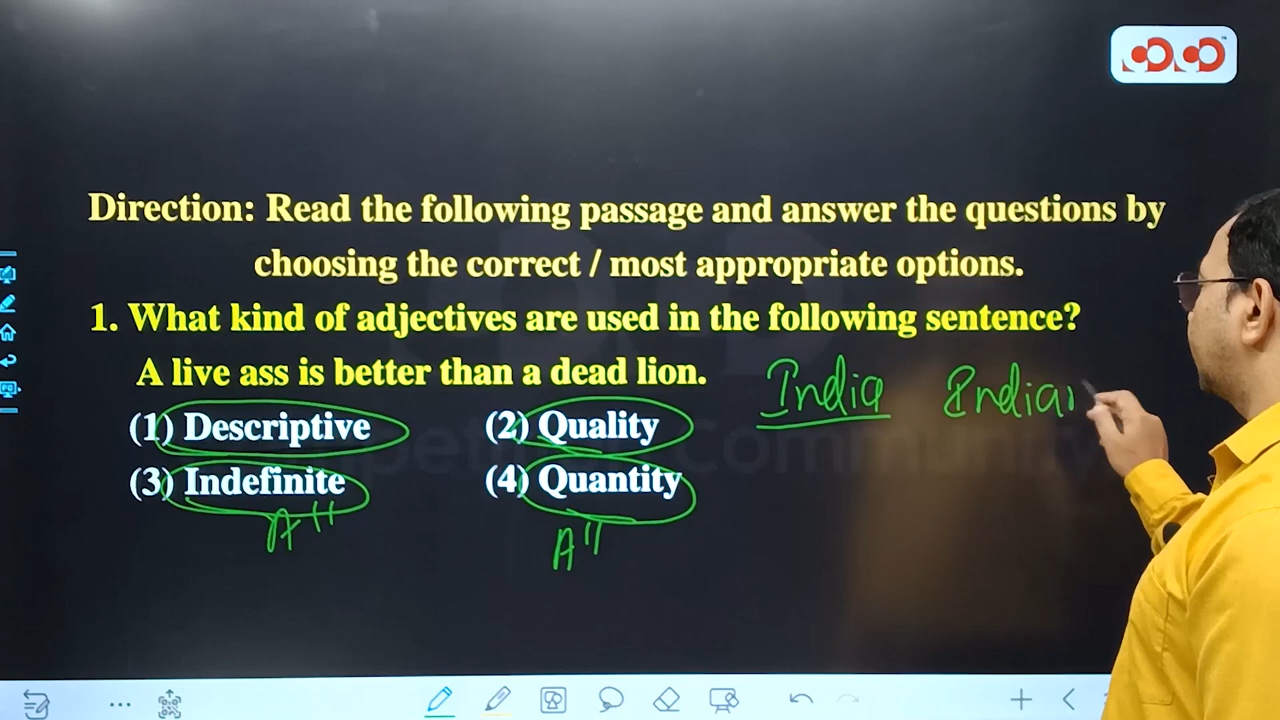 Direction: Read the following passage and answer the questions by
choosing the correct / most appropriate options.
1. What kind of adjectives are used in the following sentence?
A live ass is better than a dead lion.
India Indian
(1) Descriptive (2) Quality
(3) Indefinite (4) Quantity
All All